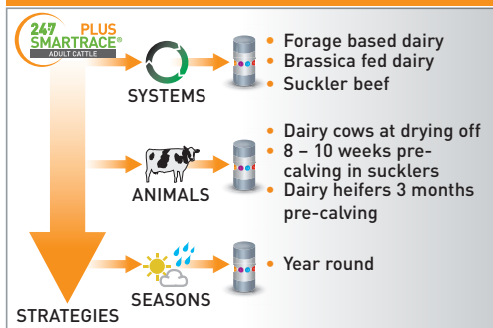 247 PLUS
SMARTRACE®
ADULT CATTLE
SYSTEMS
• Forage based dairy
• Brassica fed dairy
• Suckler beef
ANIMALS
• Dairy cows at drying off
• 8 – 10 weeks pre-
calving in sucklers
• Dairy heifers 3 months
pre-calving
SEASONS
• Year round
STRATEGIES